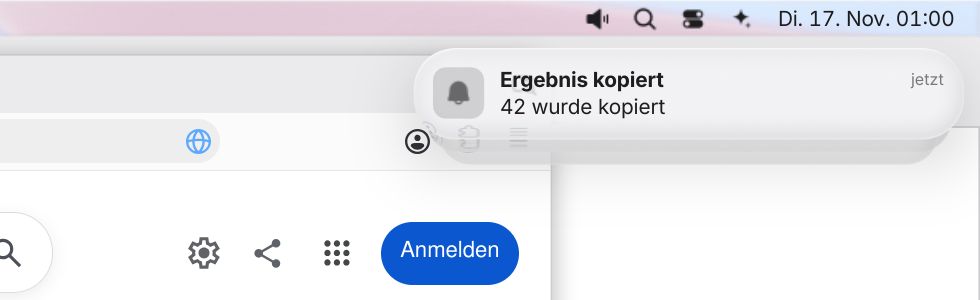 Di. 17. Nov. 01:00
Ergebnis kopiert
jetzt
42 wurde kopiert
Anmelden